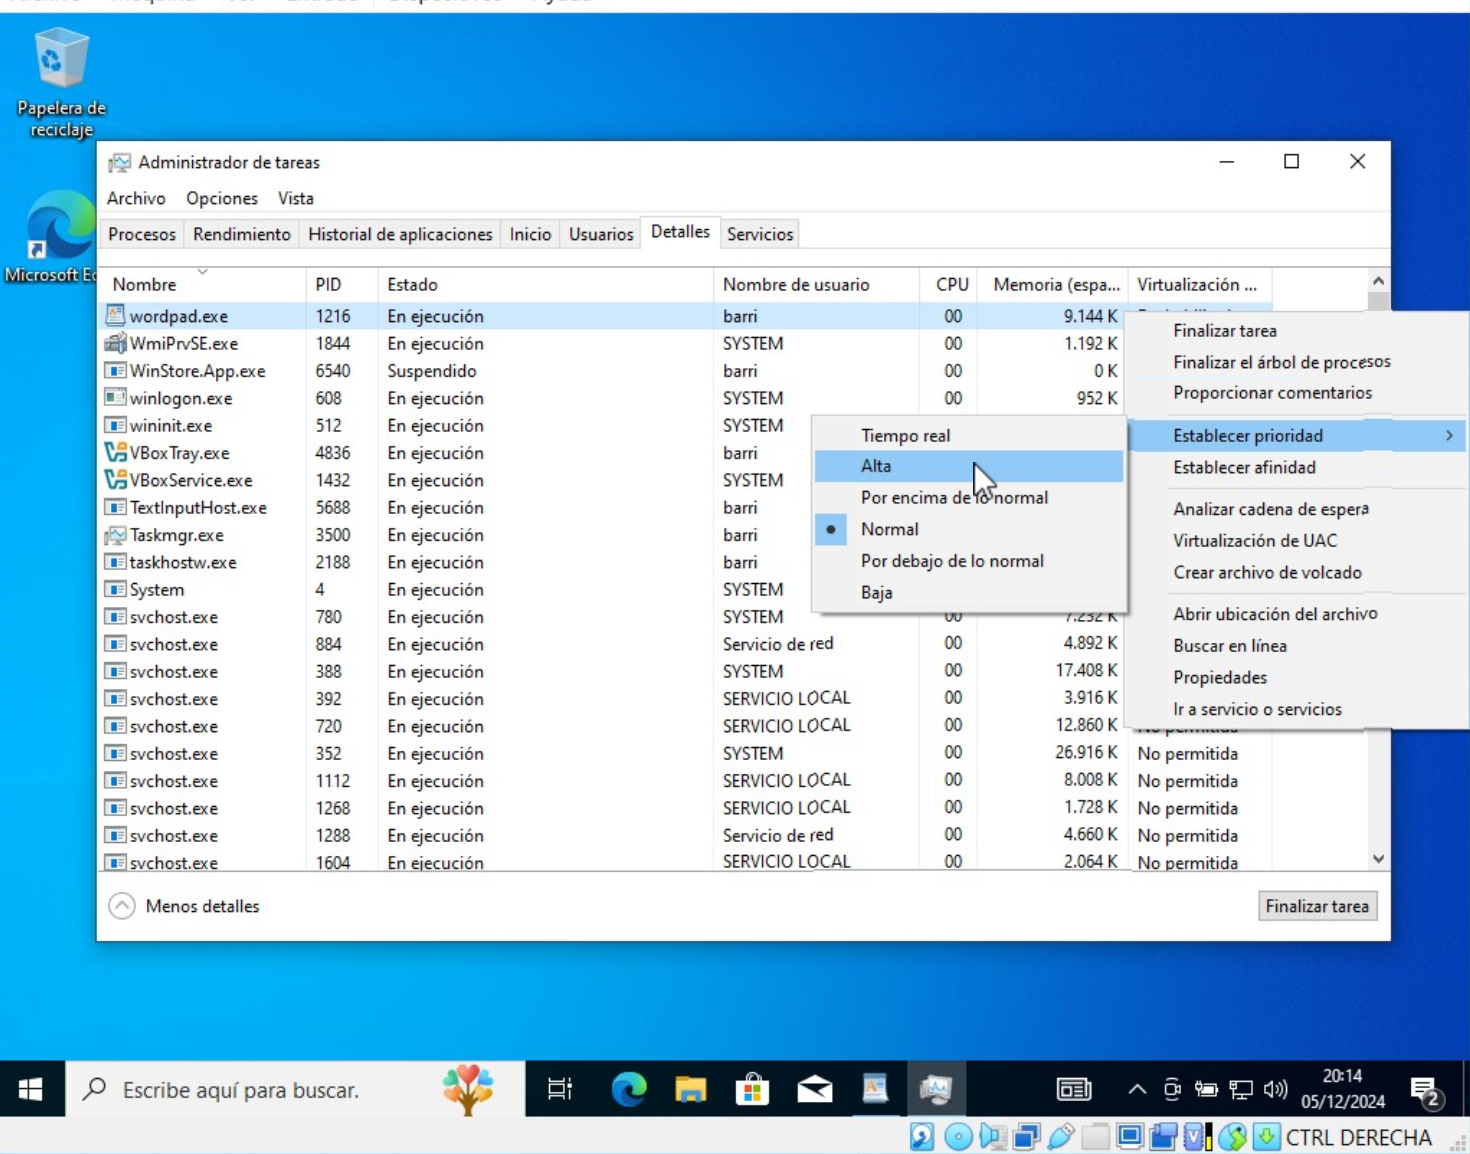 Papelera de
reciclaje
Microsoft Ed
Administrador de tareas
Archivo Opciones Vista
Procesos Rendimiento Historial de aplicaciones Inicio Usuarios Detalles Servicios
Nombre PID Estado Nombre de usuario CPU Memoria (espa... Virtualización ...
wordpad.exe 1216 En ejecución barri 00 9.144 K
WmiPrvSE.exe 1844 En ejecución SYSTEM 00 1.192 K
WinStore.App.exe 6540 Suspendido barri 00 0 K
winlogon.exe 608 En ejecución SYSTEM 00 952 K
wininit.exe 512 En ejecución SYSTEM
VBoxTray.exe 4836 En ejecución barri
VBoxService.exe 1432 En ejecución SYSTEM
TextInputHost.exe 5688 En ejecución barri
Taskmgr.exe 3500 En ejecución barri
taskhostw.exe 2188 En ejecución barri
System 4 En ejecución SYSTEM
svchost.exe 780 En ejecución SYSTEM 00 7.232 K
svchost.exe 884 En ejecución Servicio de red 00 4.892 K
svchost.exe 388 En ejecución SYSTEM 00 17.408 K
svchost.exe 392 En ejecución SERVICIO LOCAL 00 3.916 K
svchost.exe 720 En ejecución SERVICIO LOCAL 00 12.860 K No permitida
svchost.exe 352 En ejecución SYSTEM 00 26.916 K No permitida
svchost.exe 1112 En ejecución SERVICIO LOCAL 00 8.008 K No permitida
svchost.exe 1268 En ejecución SERVICIO LOCAL 00 1.728 K No permitida
svchost.exe 1288 En ejecución Servicio de red 00 4.660 K No permitida
svchost.exe 1604 En ejecución SERVICIO LOCAL 00 2.064 K No permitida
Finalizar tarea
Finalizar el árbol de procesos
Proporcionar comentarios
Establecer prioridad
Establecer afinidad
Analizar cadena de espera
Virtualización de UAC
Crear archivo de volcado
Abrir ubicación del archivo
Buscar en línea
Propiedades
Ir a servicio o servicios
Tiempo real
Alta
Por encima de lo normal
Normal
Por debajo de lo normal
Baja
Menos detalles
Finalizar tarea
Escribe aquí para buscar.
20:14
05/12/2024
2
CTRL DERECHA